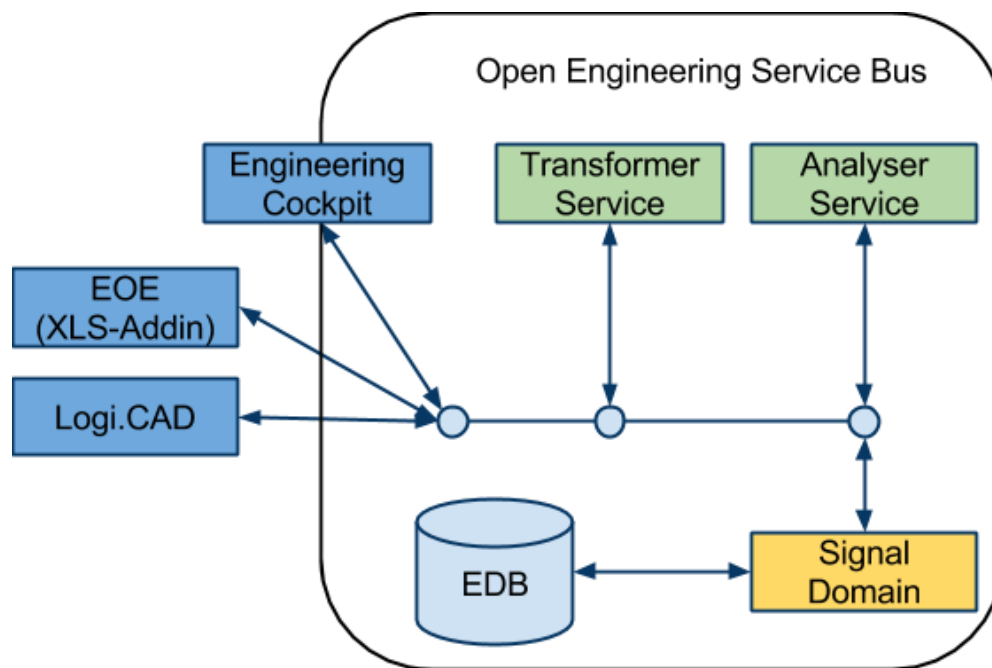 Open Engineering Service Bus
Engineering
Cockpit
Transformer
Service
Analyser
Service
EOE
(XLS-Addin)
Logi.CAD
EDB
Signal
Domain